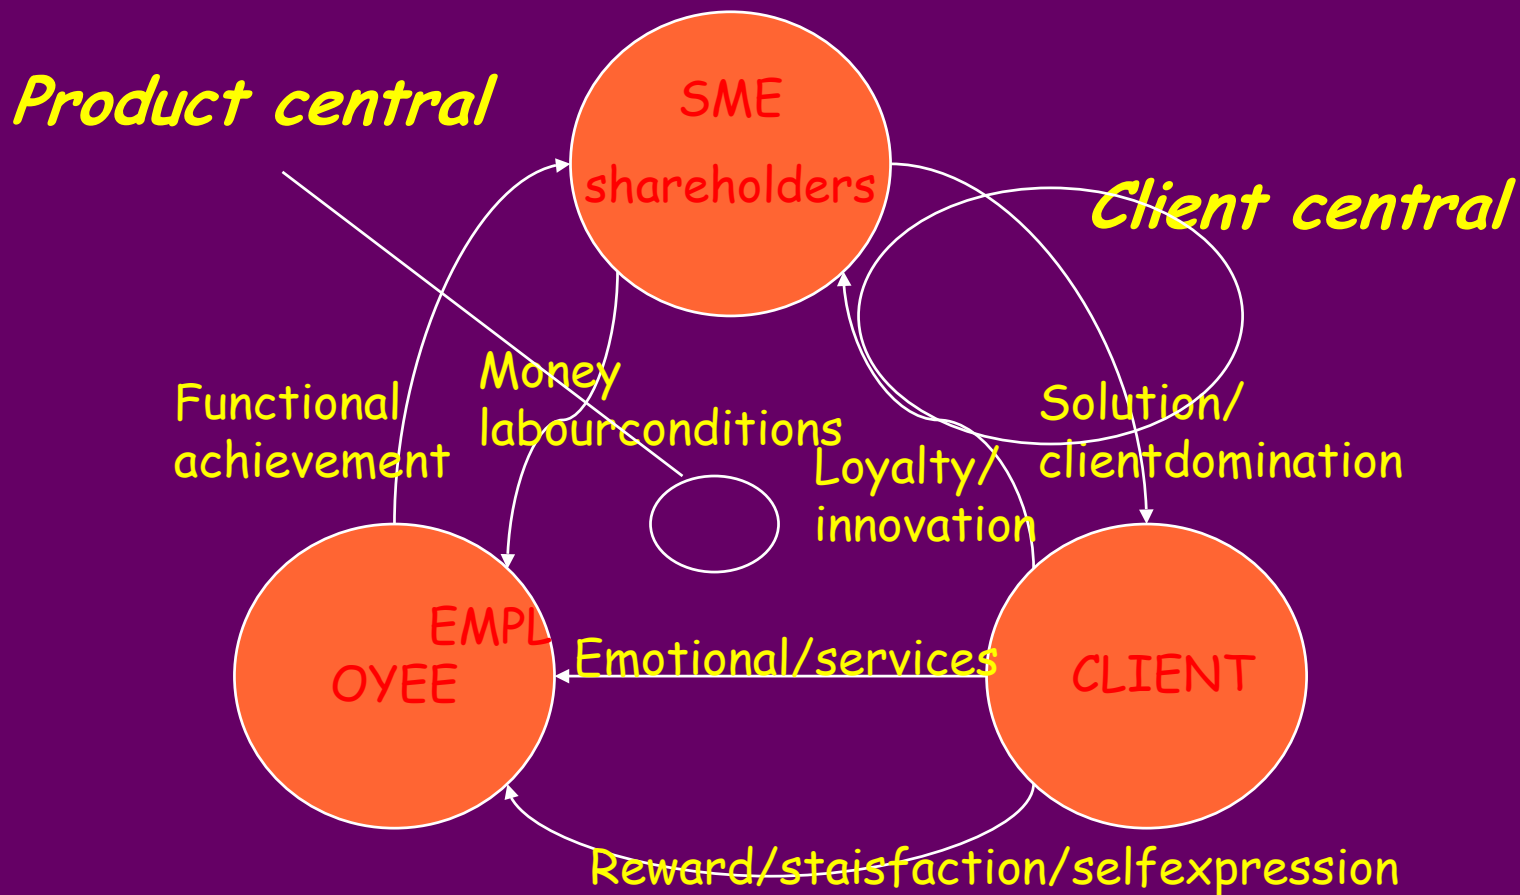 Product central
SME
shareholders
Client central
Functional
achievement
Money
labourconditions
Loyalty/
innovation
Solution/
clientdomination
EMPL
OYEE
Emotional/services
CLIENT
Reward/staisfaction/selfexpression